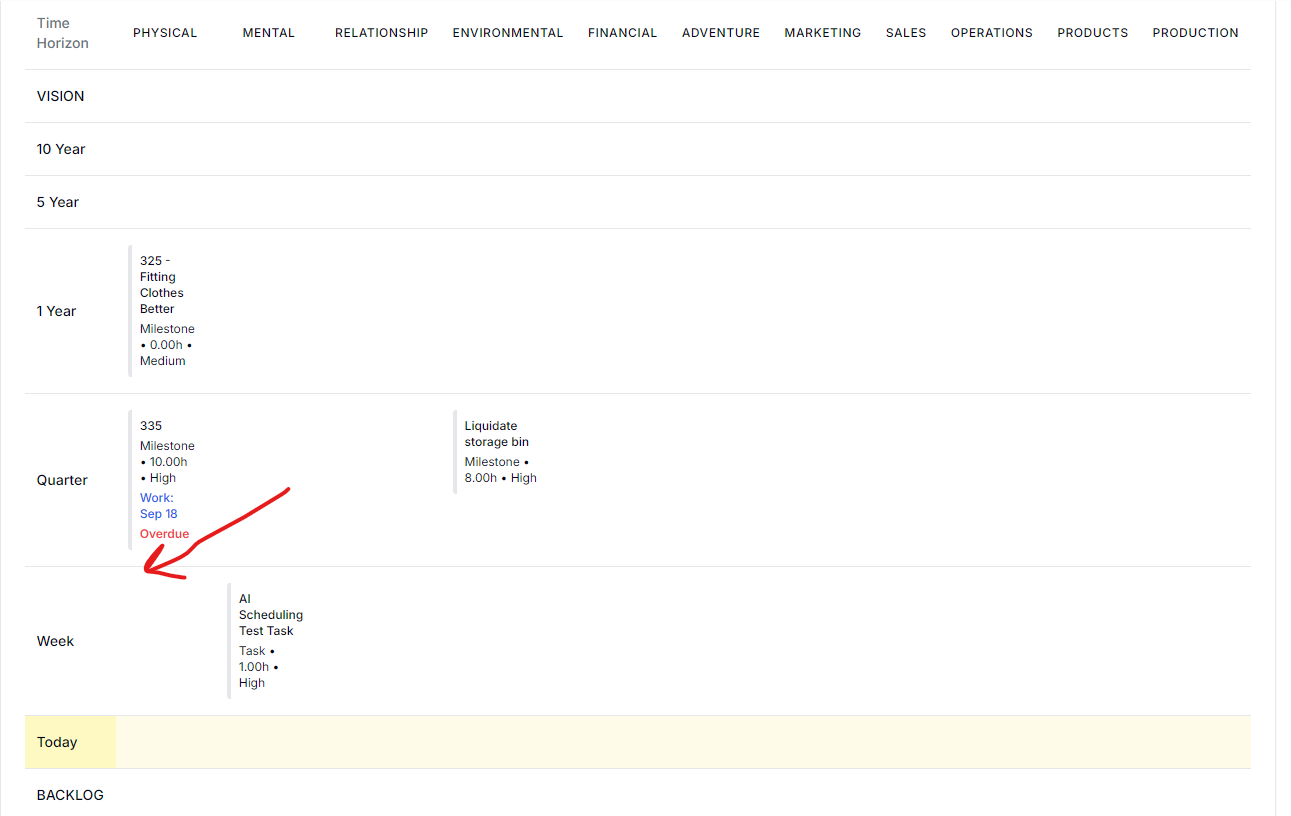 Time
Horizon
PHYSICAL
MENTAL
RELATIONSHIP
ENVIRONMENTAL
FINANCIAL
ADVENTURE
MARKETING
SALES
OPERATIONS
PRODUCTS
PRODUCTION
VISION
10 Year
5 Year
1 Year
325 -
Fitting
Clothes
Better
Milestone
• 0.00h •
Medium
Quarter
335
Milestone
• 10.00h
• High
Work:
Sep 18
Overdue
Liquidate
storage bin
Milestone •
8.00h • High
Week
AI
Scheduling
Test Task
Task •
1.00h •
High
Today
BACKLOG